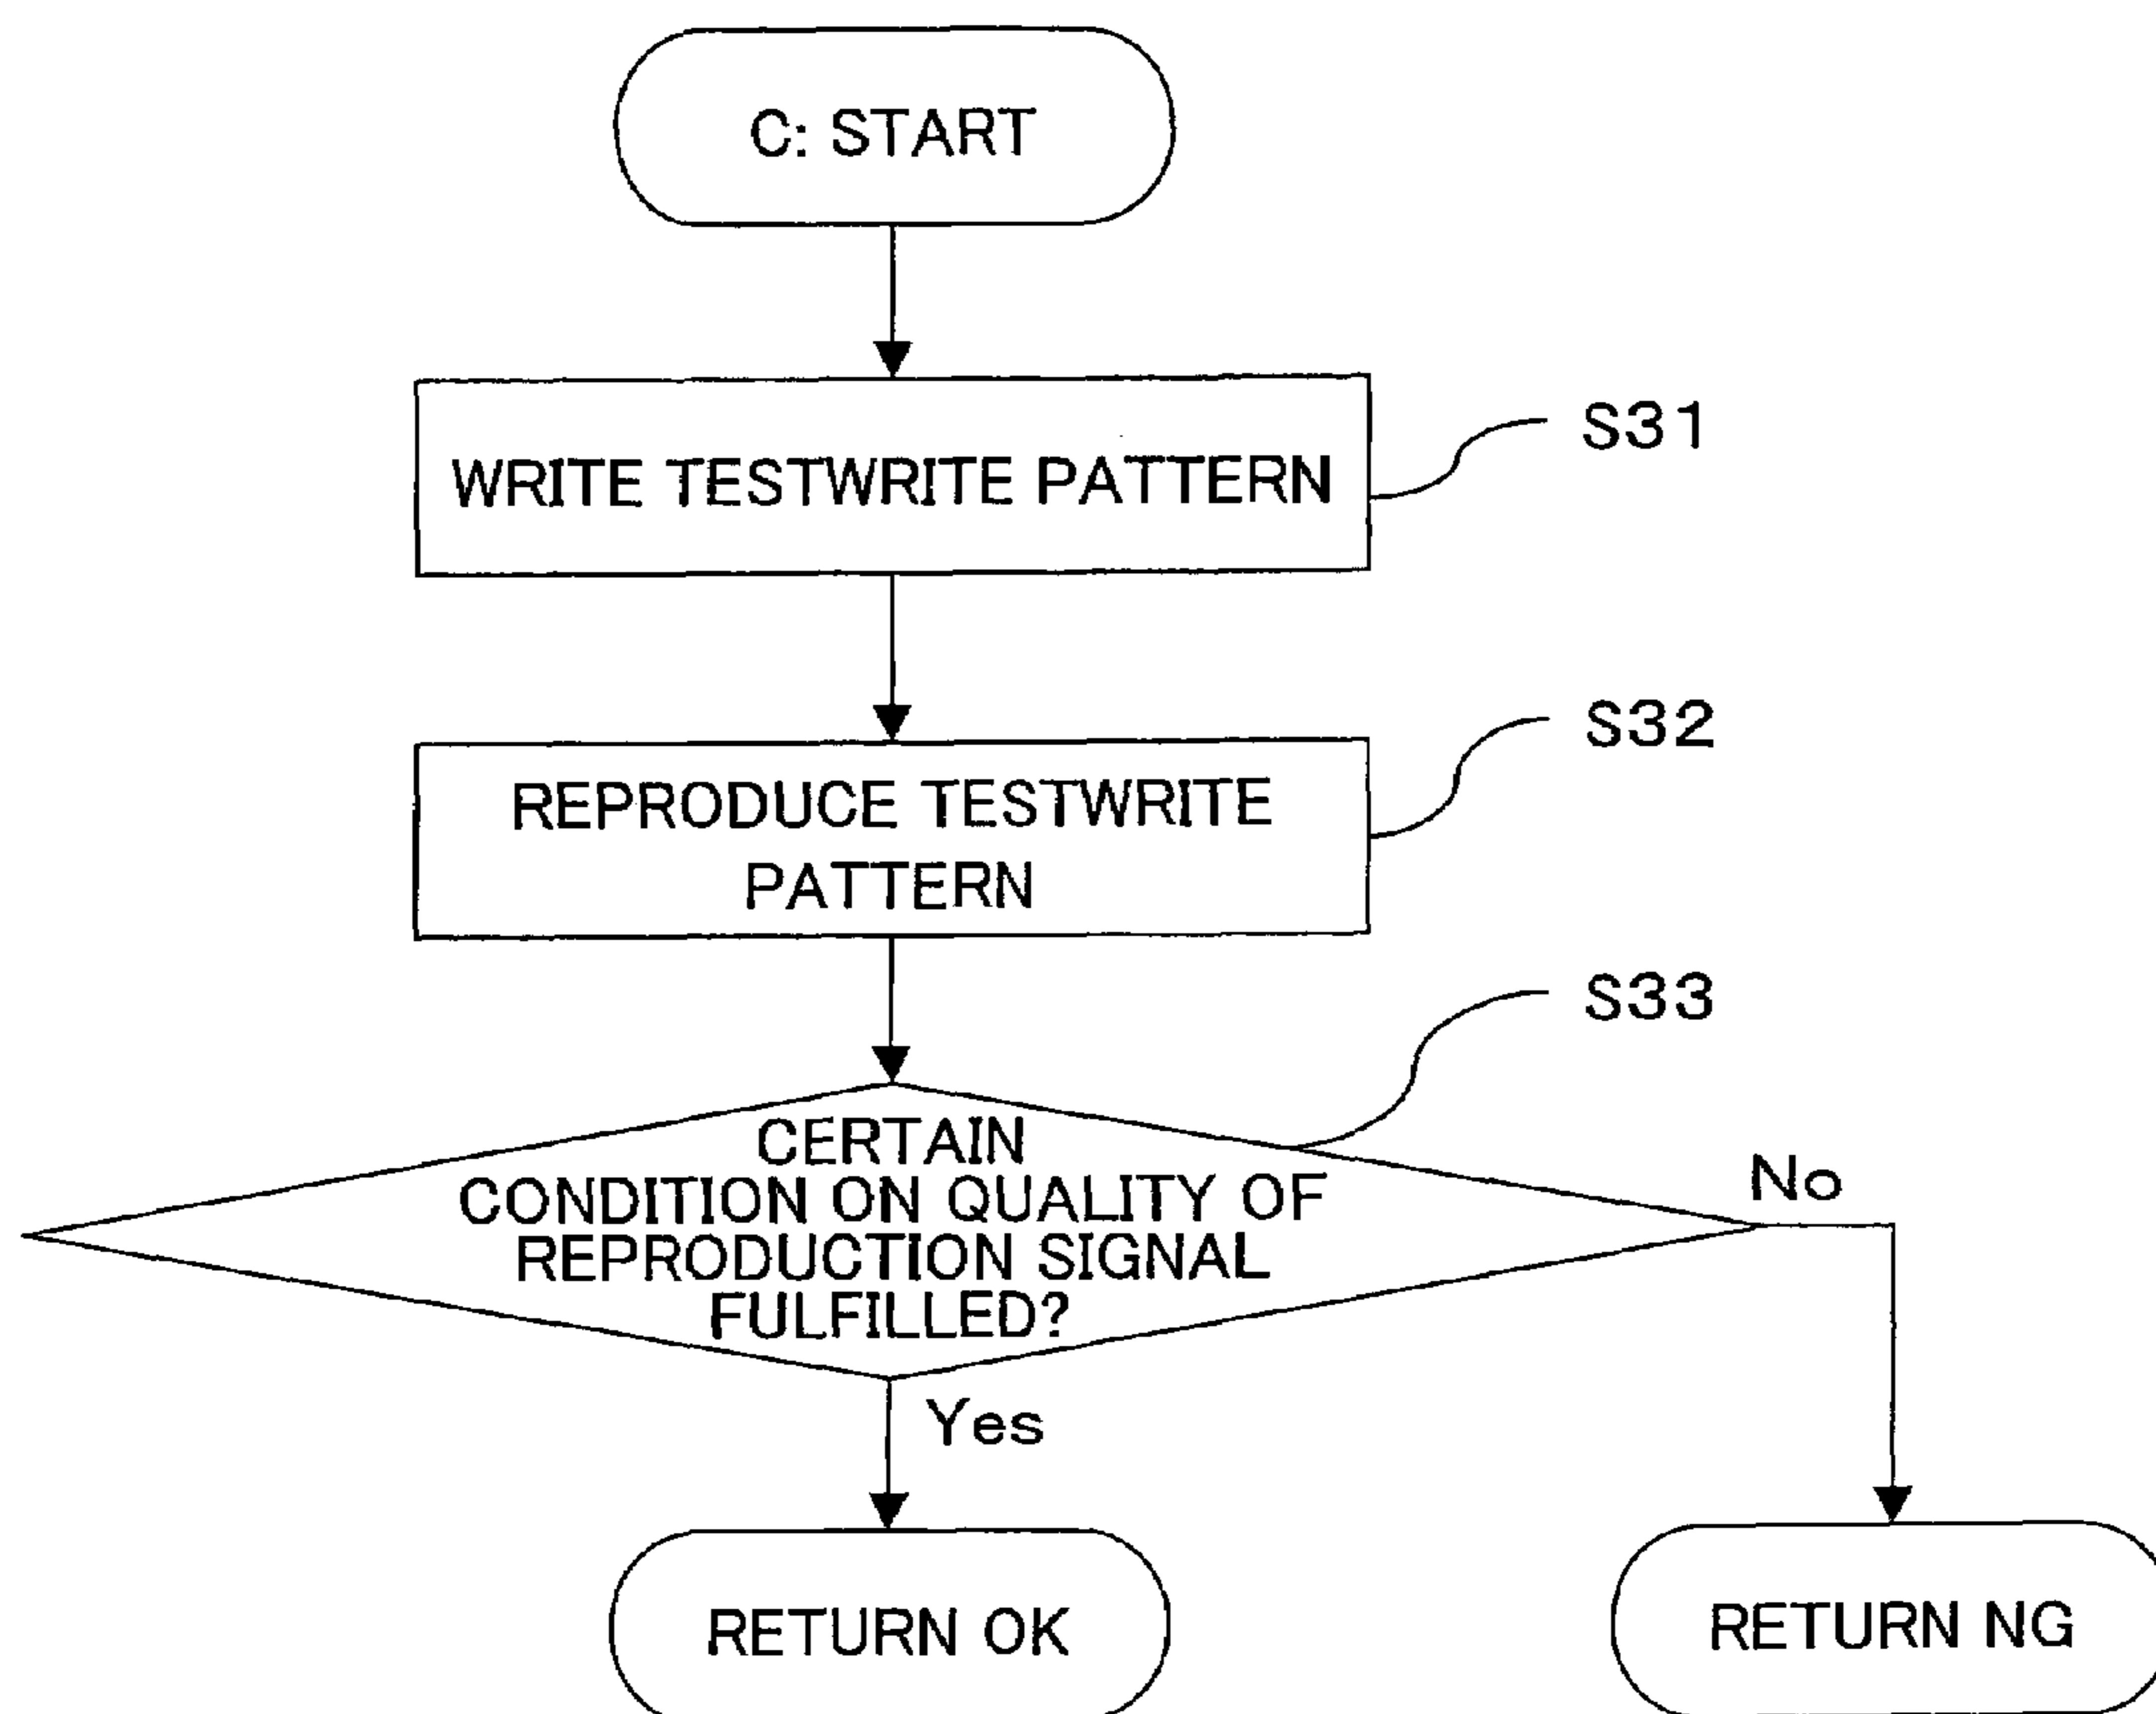 C: START
WRITE TESTWRITE PATTERN
S31
REPRODUCE TESTWRITE
PATTERN
S32
S33
CERTAIN
CONDITION ON QUALITY OF
REPRODUCTION SIGNAL
FULFILLED?
No
Yes
RETURN OK
RETURN NG